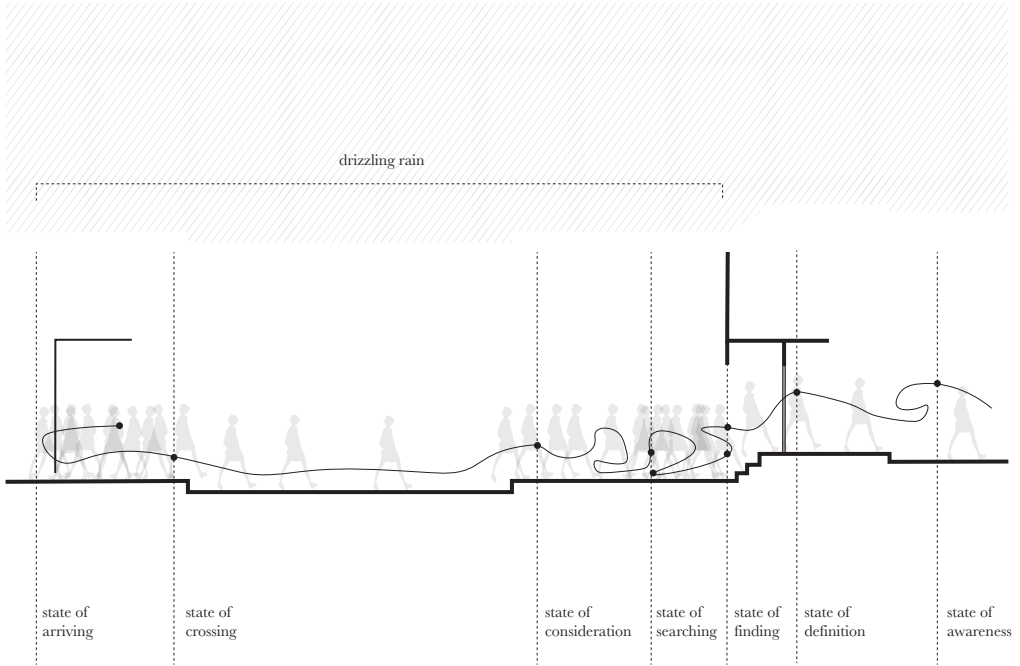 drizzling rain
state of
arriving
state of
crossing
state of
consideration
state of
searching
state of
finding
state of
definition
state of
awareness